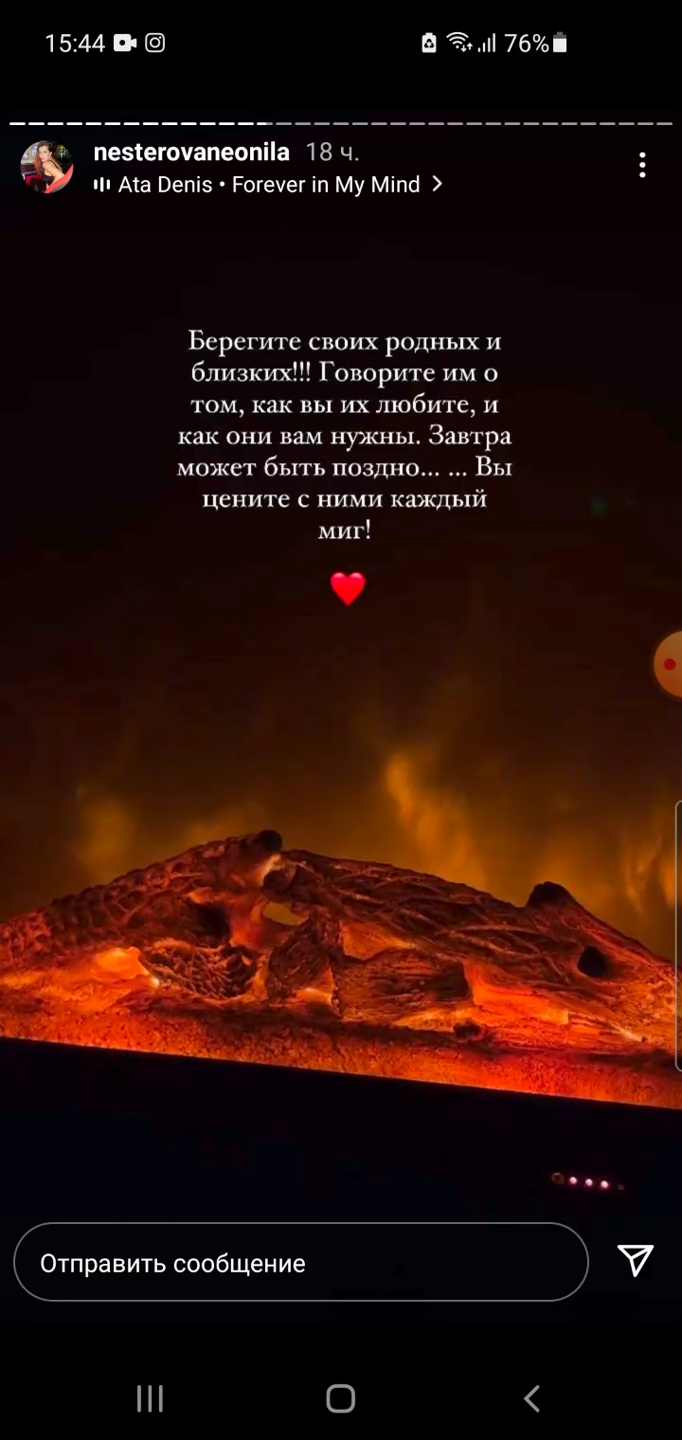 15:44 76%
nesterovaneonila 18 ч.
Ata Denis • Forever in My Mind
Берегите своих родных и
близких!!! Говорите им о
том, как вы их любите, и
как они вам нужны. Завтра
может быть поздно... ... Вы
цените с ними каждый
миг!
Отправить сообщение